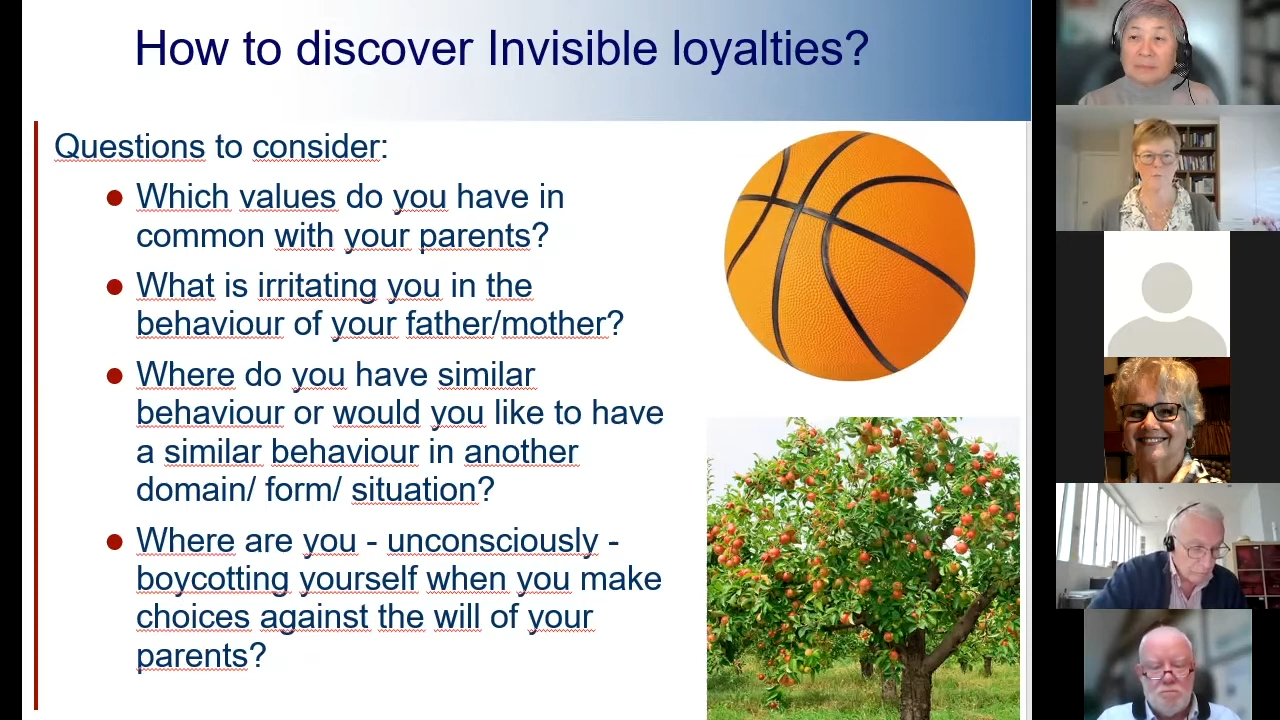 How to discover Invisible loyalties?
Questions to consider:
● Which values do you have in
common with your parents?
● What is irritating you in the
behaviour of your father/mother?
● Where do you have similar
behaviour or would you like to have
a similar behaviour in another
domain/ form/ situation?
● Where are you - unconsciously -
boycotting yourself when you make
choices against the will of your
parents?